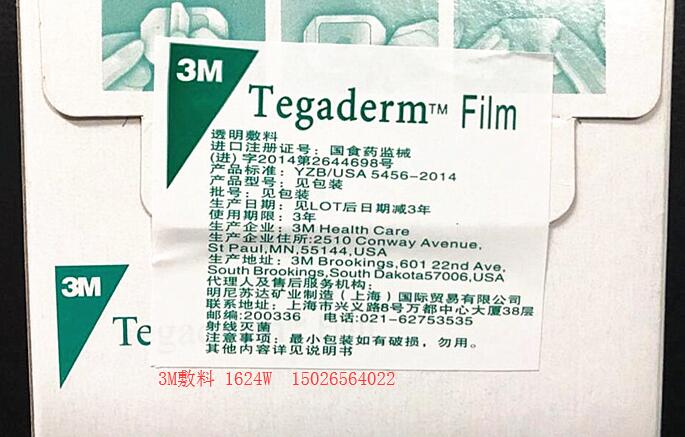 3M
Tegaderm™ Film
透明敷料
进口注册证号：国食药监械
(进)字2014第2644698号
产品标准：YZB/USA 5456-2014
产品型号：见包装
批号：见包装
生产日期：见LOT后日期减3年
使用期限：3年
生产企业：3M Health Care
生产企业住所:2510 Conway Avenue,
St Paul,MN,55144,USA
生产地址：3M Brookings,601 22nd Ave,
South Brookings,South Dakota57006,USA
代理人及售后服务机构：
明尼苏达矿业制造（上海）国际贸易有限公司
联系地址：上海市兴义路8号万都中心大厦38层
邮编:200336 电话:021-62753535
射线灭菌
注意事项：最小包装如有破损，勿用。
其他内容详见说明书
3M
Tegaderm™ Film
3M敷料 1624W 15026564022